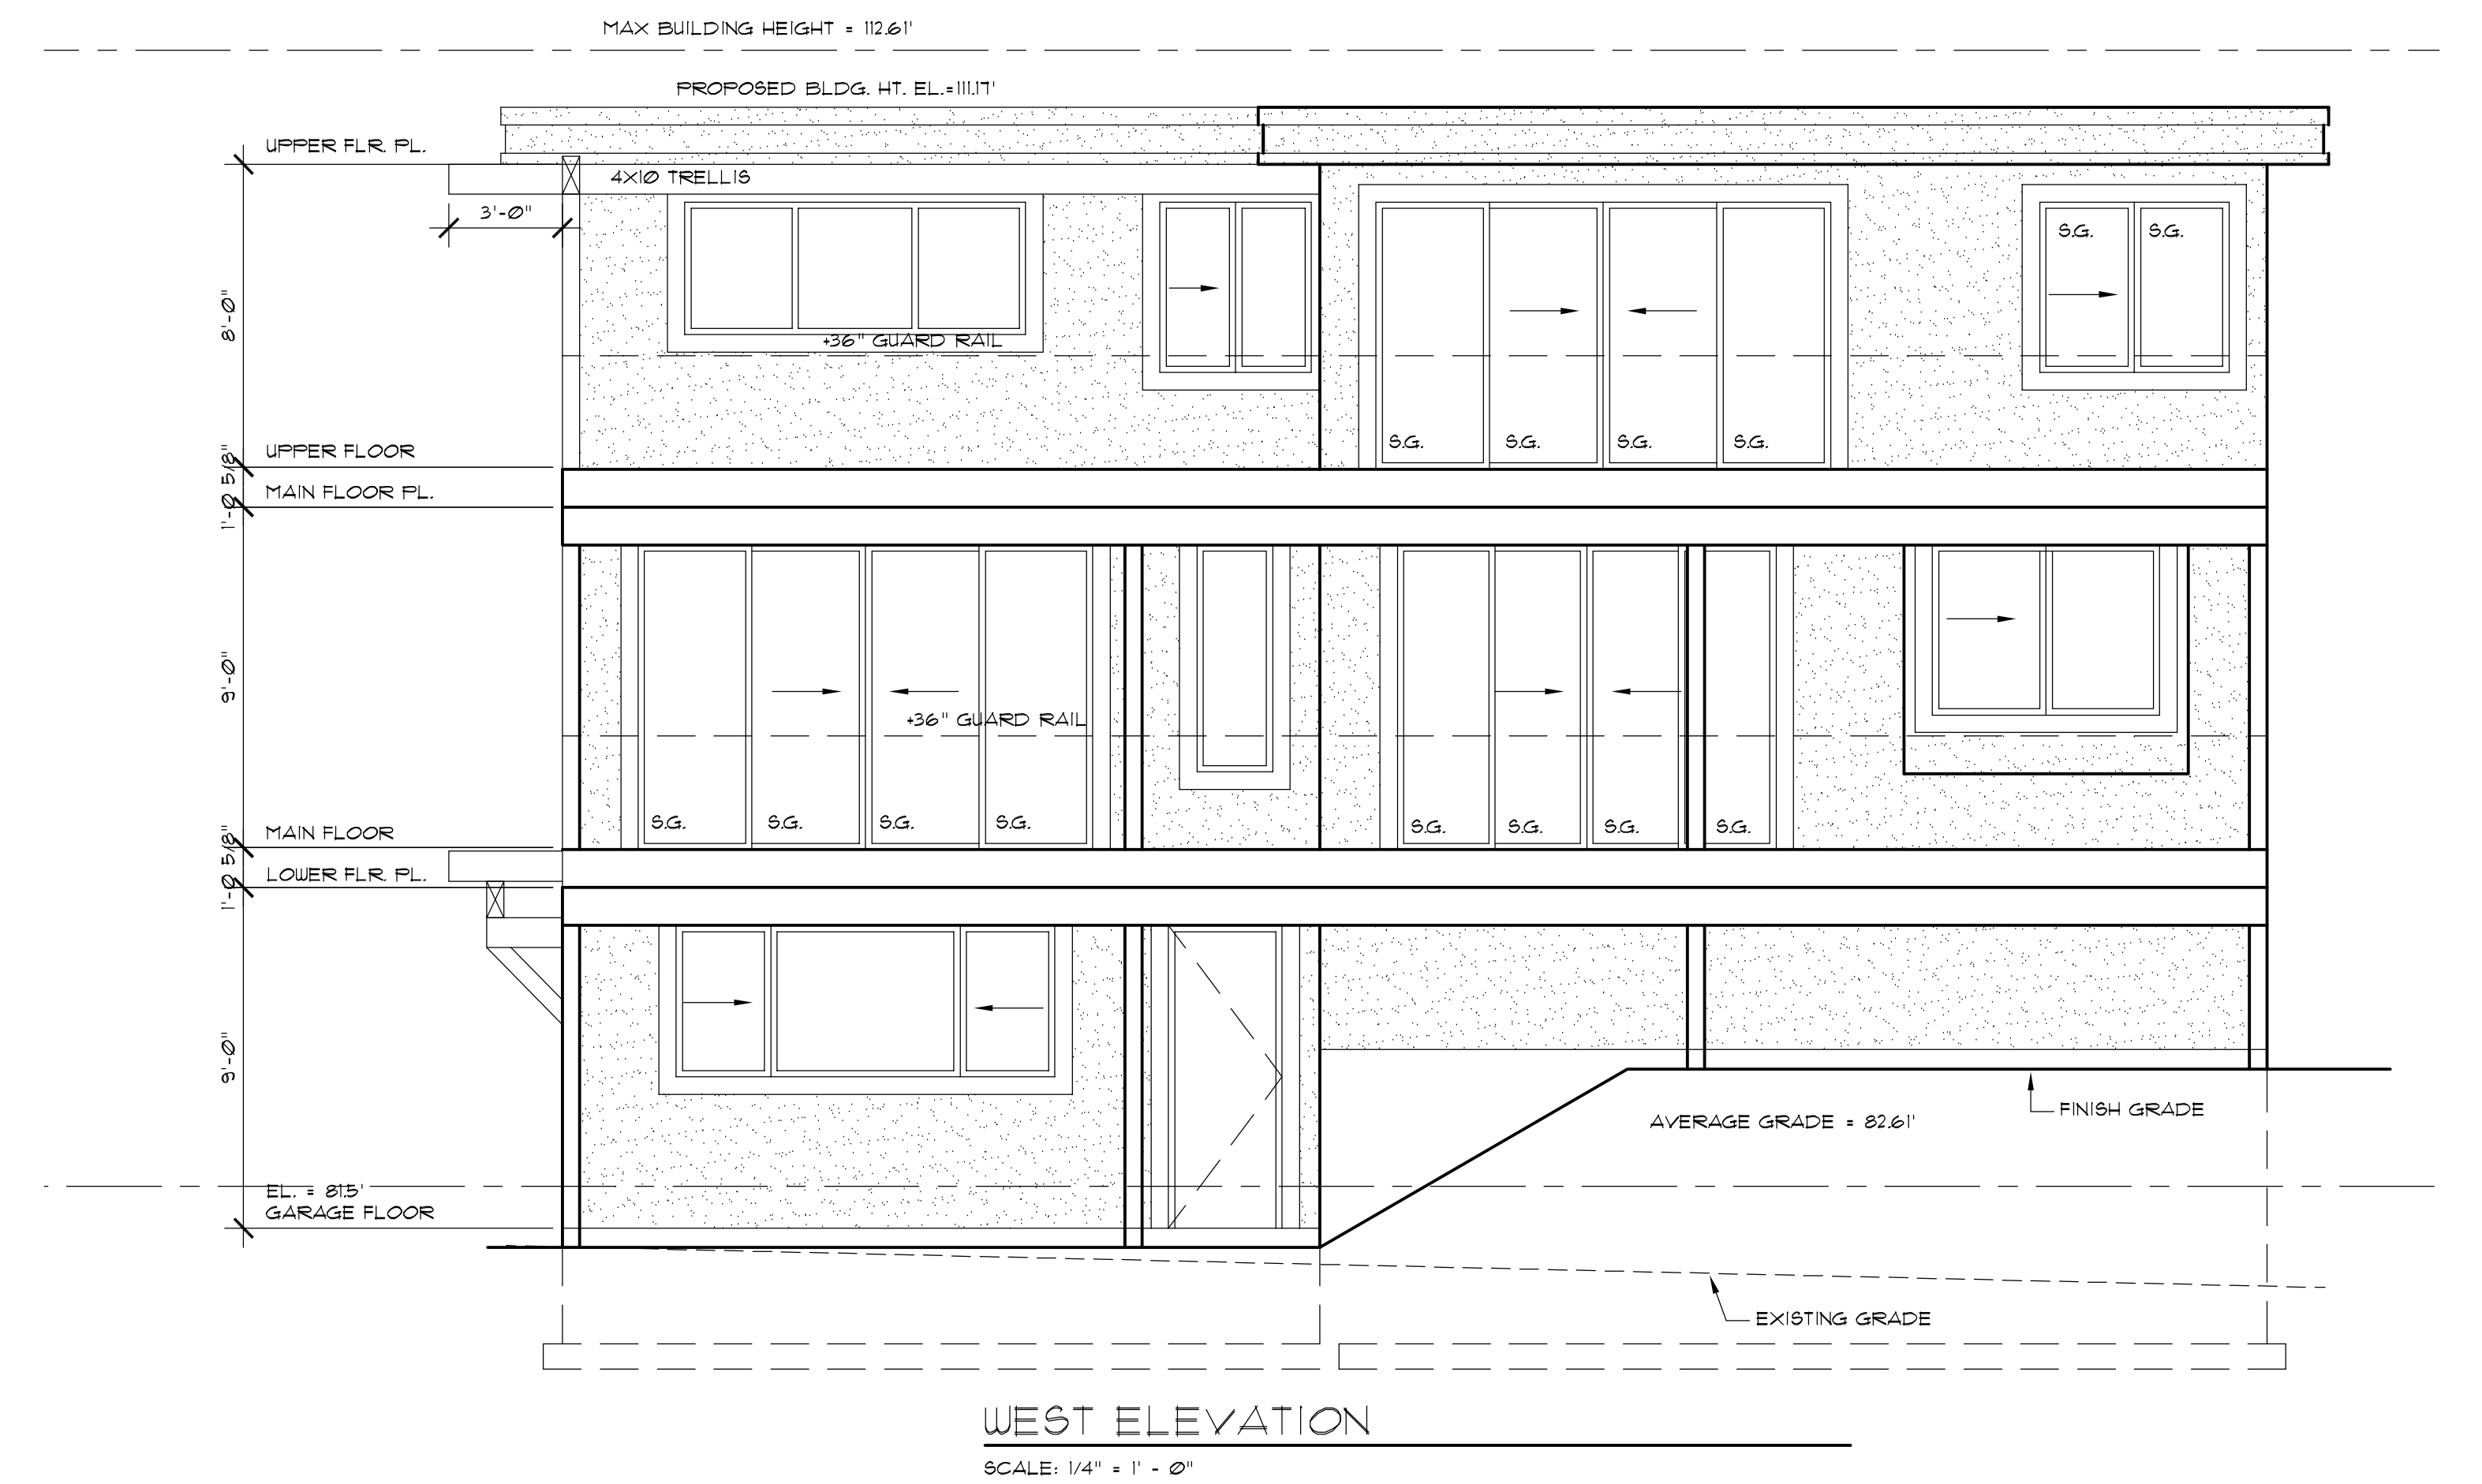 MAX BUILDING HEIGHT = 112.61'
PROPOSED BLDG. HT. EL.=111.17'
UPPER FLR. PL.
4X10 TRELLIS
3'-0"
S.G. S.G.
8'-0"
+36" GUARD RAIL
S.G. S.G. S.G. S.G.
UPPER FLOOR
1'-0 5/8"
MAIN FLOOR PL.
9'-0"
+36" GUARD RAIL
S.G. S.G. S.G. S.G. S.G. S.G. S.G. S.G.
MAIN FLOOR
1'-0 5/8"
LOWER FLR. PL.
9'-0"
FINISH GRADE
AVERAGE GRADE = 82.61'
EL. = 81.5'
GARAGE FLOOR
EXISTING GRADE
WEST ELEVATION
SCALE: 1/4" = 1' - 0"